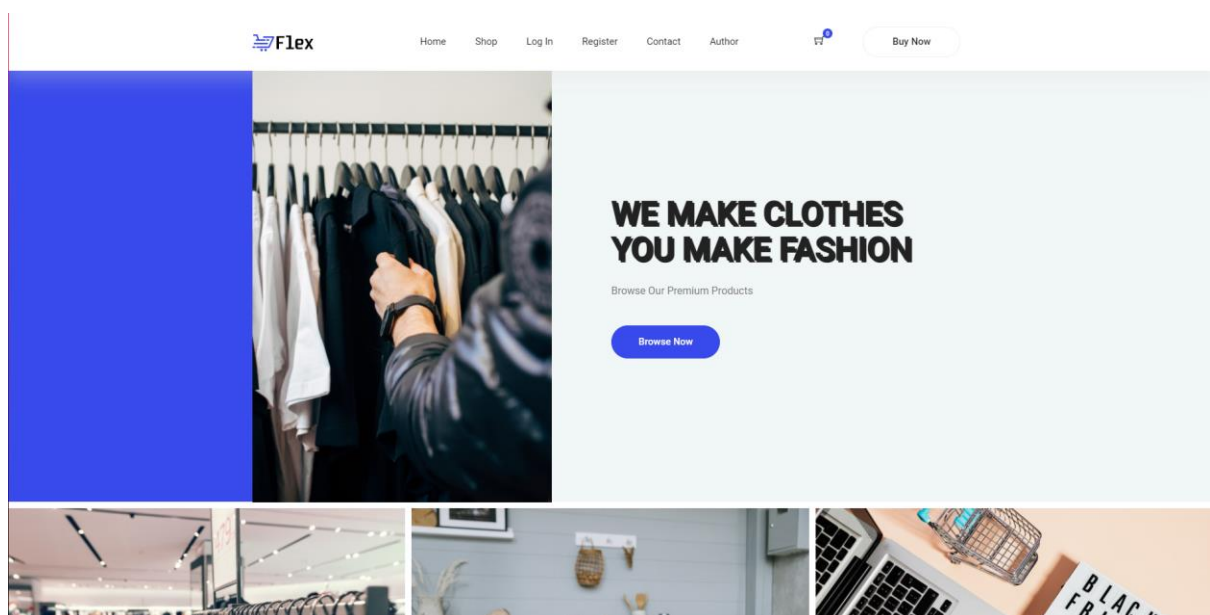 Flex
Home Shop Log In Register Contact Author 0 Buy Now
WE MAKE CLOTHES
YOU MAKE FASHION
Browse Our Premium Products
Browse Now
BLAC
FR